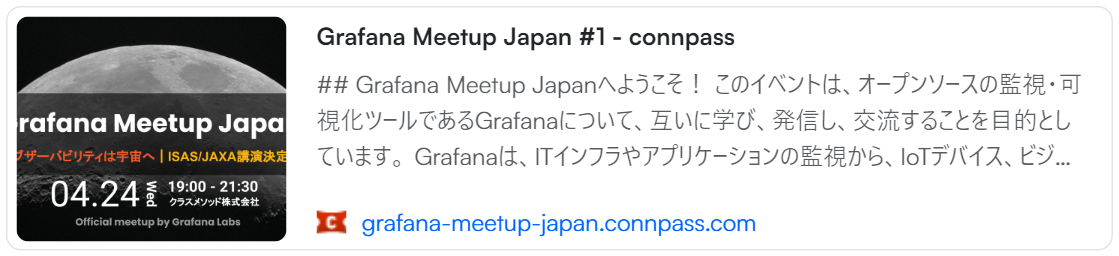 Grafana Meetup Japan #1 - connpass
## Grafana Meetup Japanへようこそ！ このイベントは、オープンソースの監視・可
視化ツールであるGrafanaについて、互いに学び、発信し、交流することを目的とし
ています。Grafanaは、ITインフラやアプリケーションの監視から、IoTデバイス、ビジ...
grafana-meetup-japan.connpass.com
rafana Meetup Japa
ブザーバビリティは宇宙へ | ISAS/JAXA講演決定
04.24 Wed 19:00 - 21:30
クラスメソッド株式会社
Official meetup by Grafana Labs
C